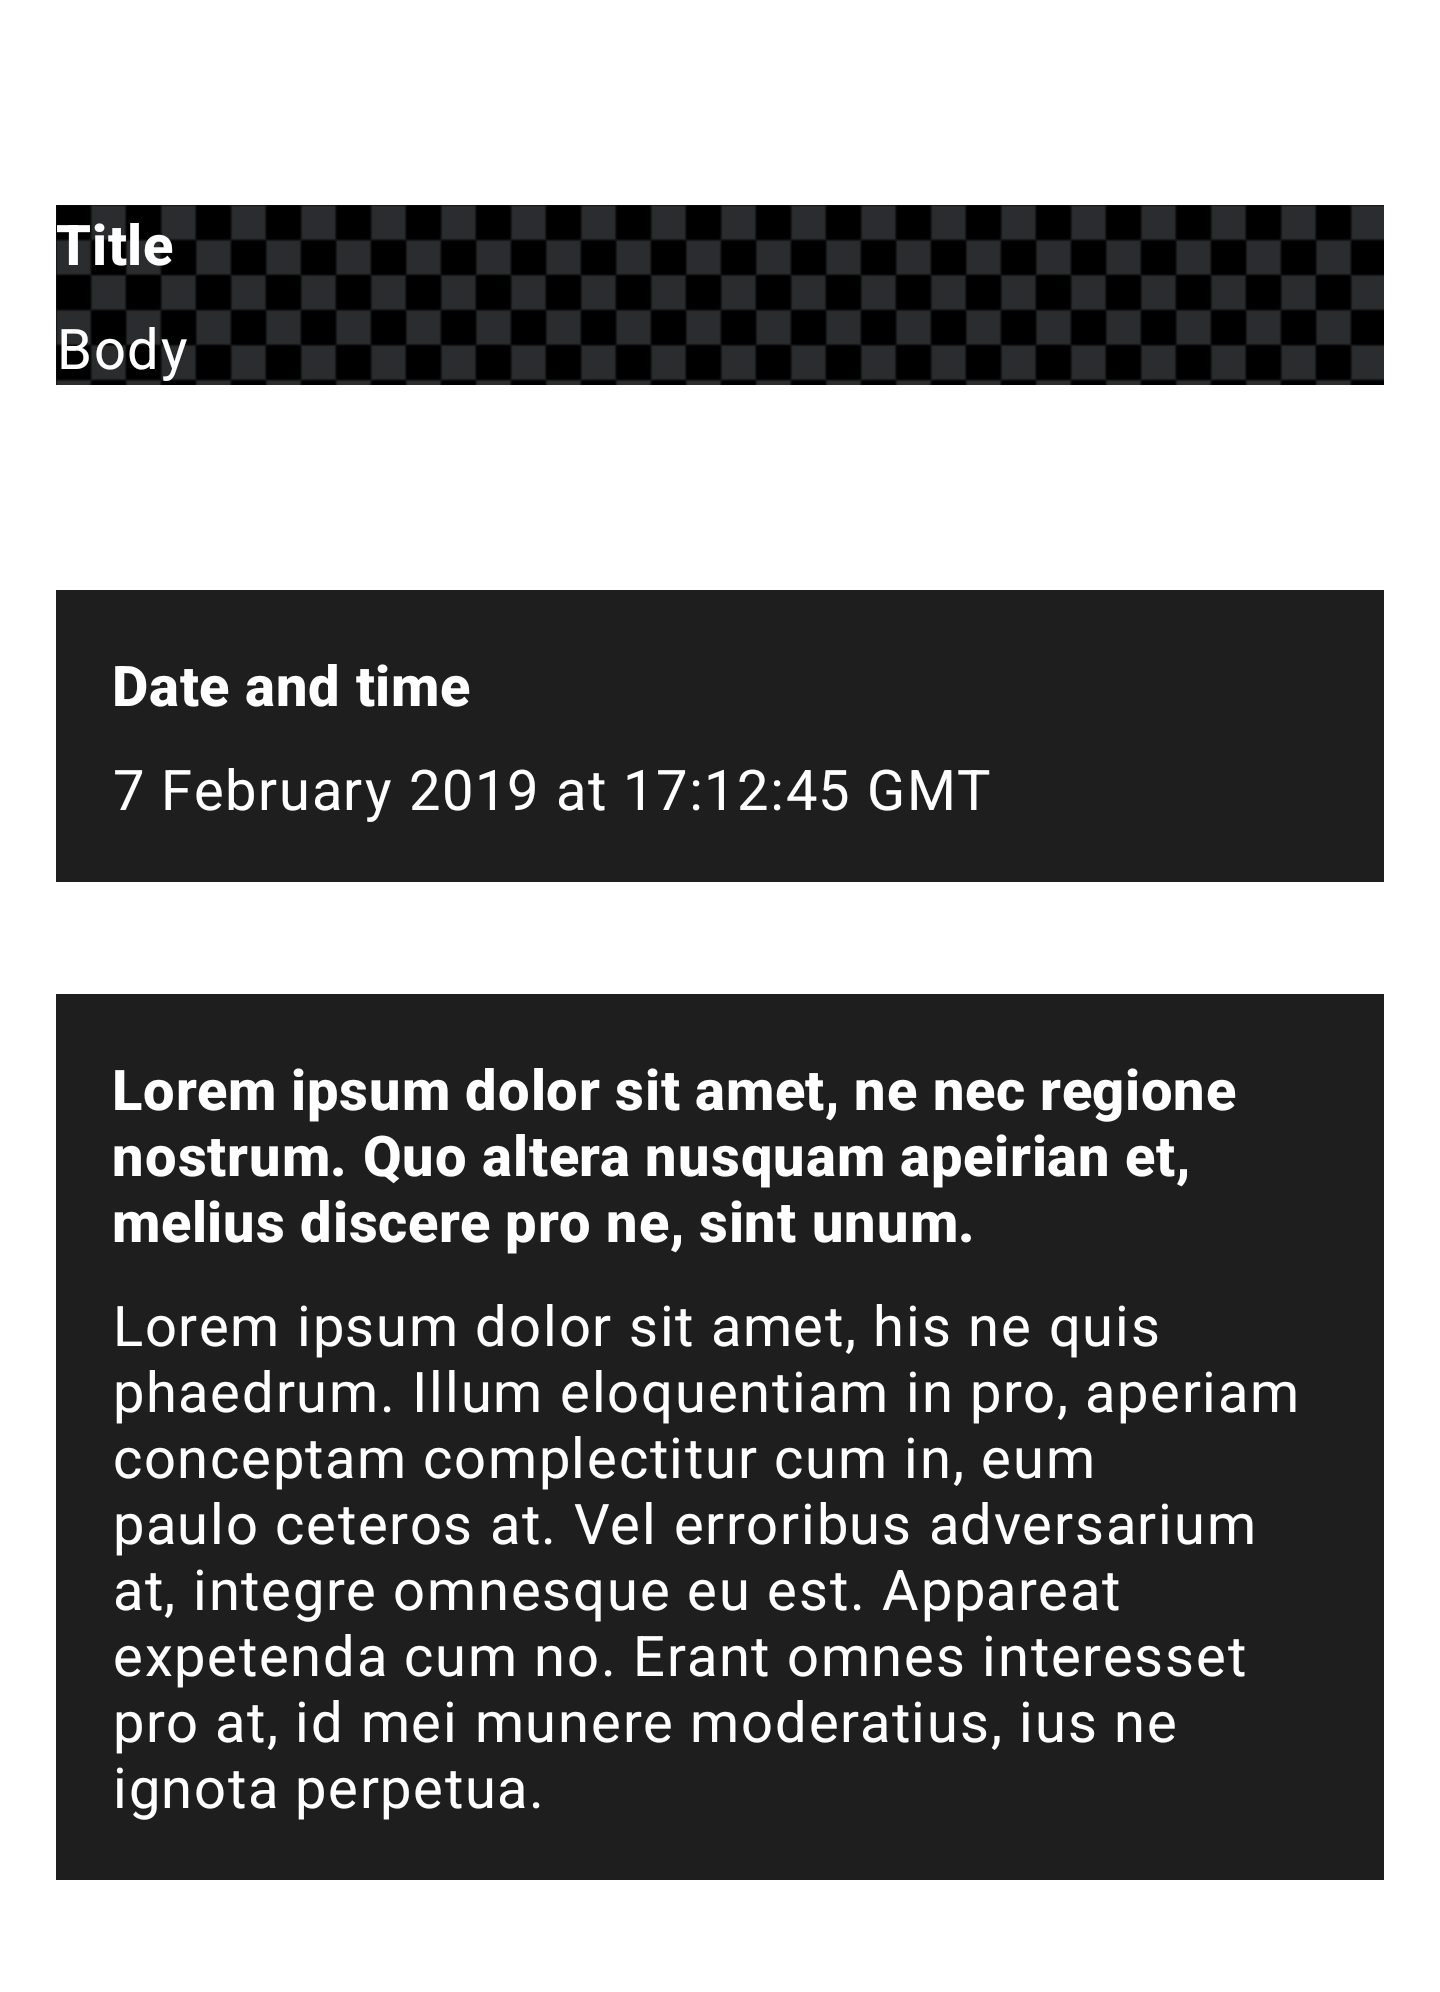 Title
Body
Date and time
7 February 2019 at 17:12:45 GMT
Lorem ipsum dolor sit amet, ne nec regione
nostrum. Quo altera nusquam apeirian et,
melius discere pro ne, sint unum.
Lorem ipsum dolor sit amet, his ne quis
phaedrum. Illum eloquentiam in pro, aperiam
conceptam complectitur cum in, eum
paulo ceteros at. Vel erroribus adversarium
at, integre omnesque eu est. Appareat
expetenda cum no. Erant omnes interesset
pro at, id mei munere moderatius, ius ne
ignota perpetua.